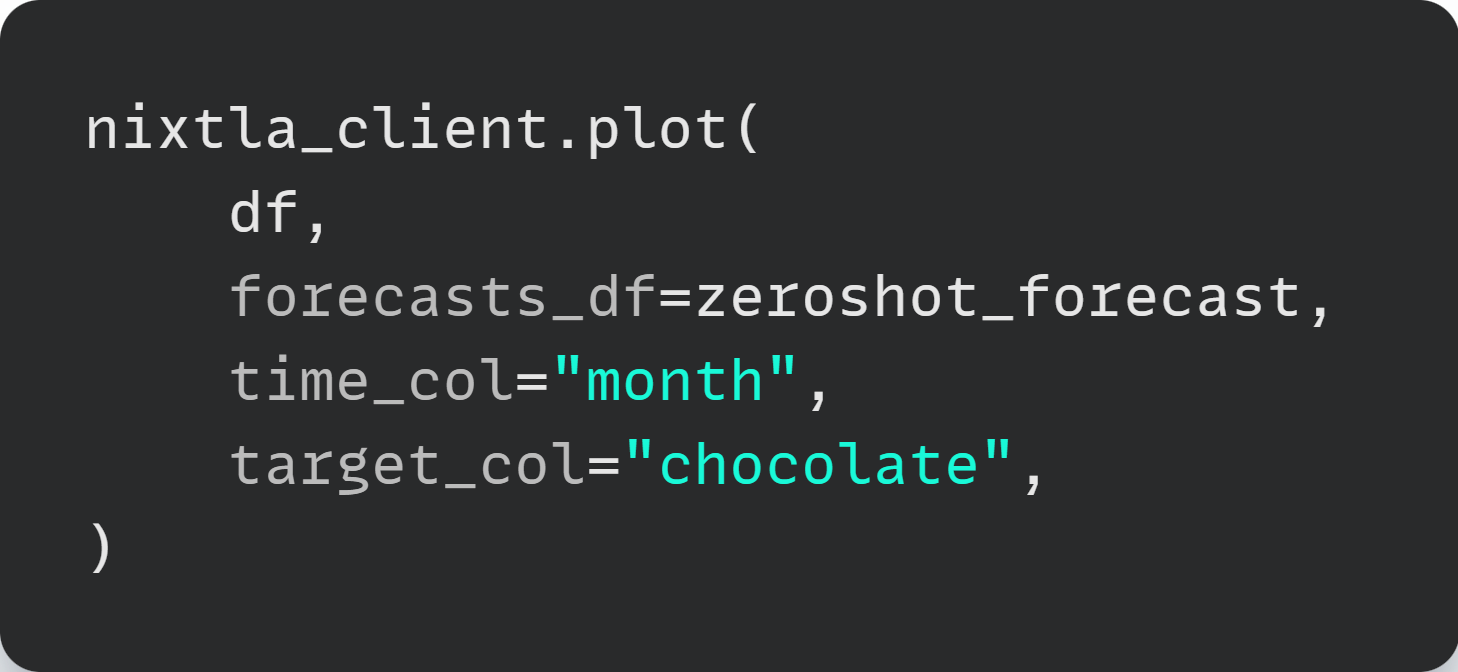 nixtla_client.plot(
    df,
    forecasts_df=zeroshot_forecast,
    time_col="month",
    target_col="chocolate",
)